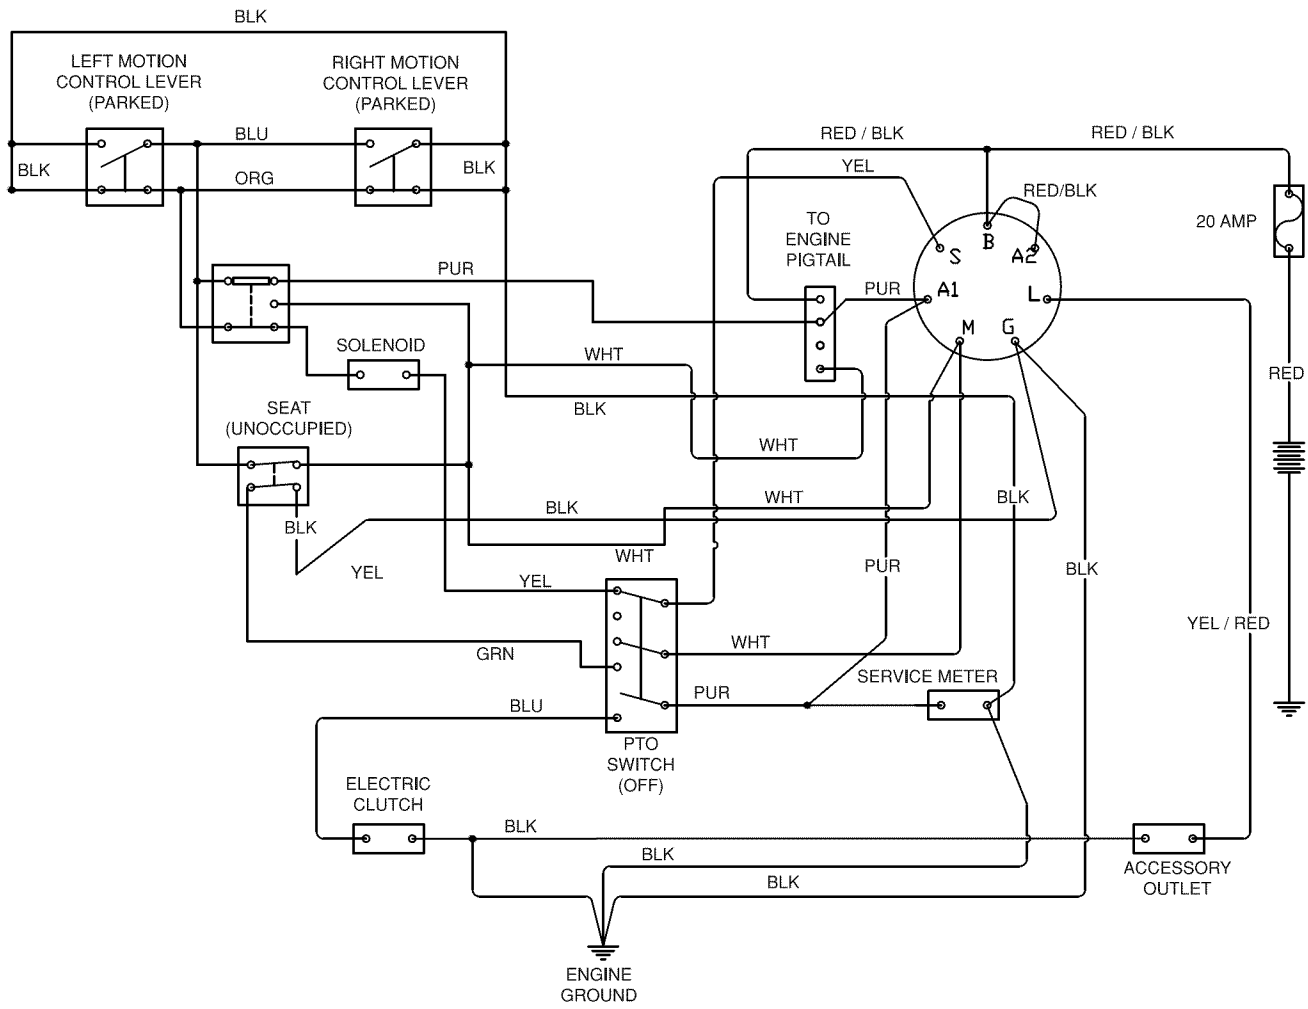 BLK
LEFT MOTION
CONTROL LEVER
(PARKED)
RIGHT MOTION
CONTROL LEVER
(PARKED)
BLU
BLK
ORG
BLK
RED / BLK
RED / BLK
YEL
RED/BLK
20 AMP
TO
ENGINE
PIGTAIL
B
S
A2
A1
L
M
G
PUR
PUR
SOLENOID
WHT
RED
BLK
SEAT
(UNOCCUPIED)
WHT
WHT
BLK
BLK
BLK
WHT
YEL
YEL
PUR
BLK
YEL / RED
GRN
WHT
SERVICE METER
BLU
PUR
PTO
SWITCH
(OFF)
ELECTRIC
CLUTCH
BLK
BLK
BLK
ACCESSORY
OUTLET
ENGINE
GROUND